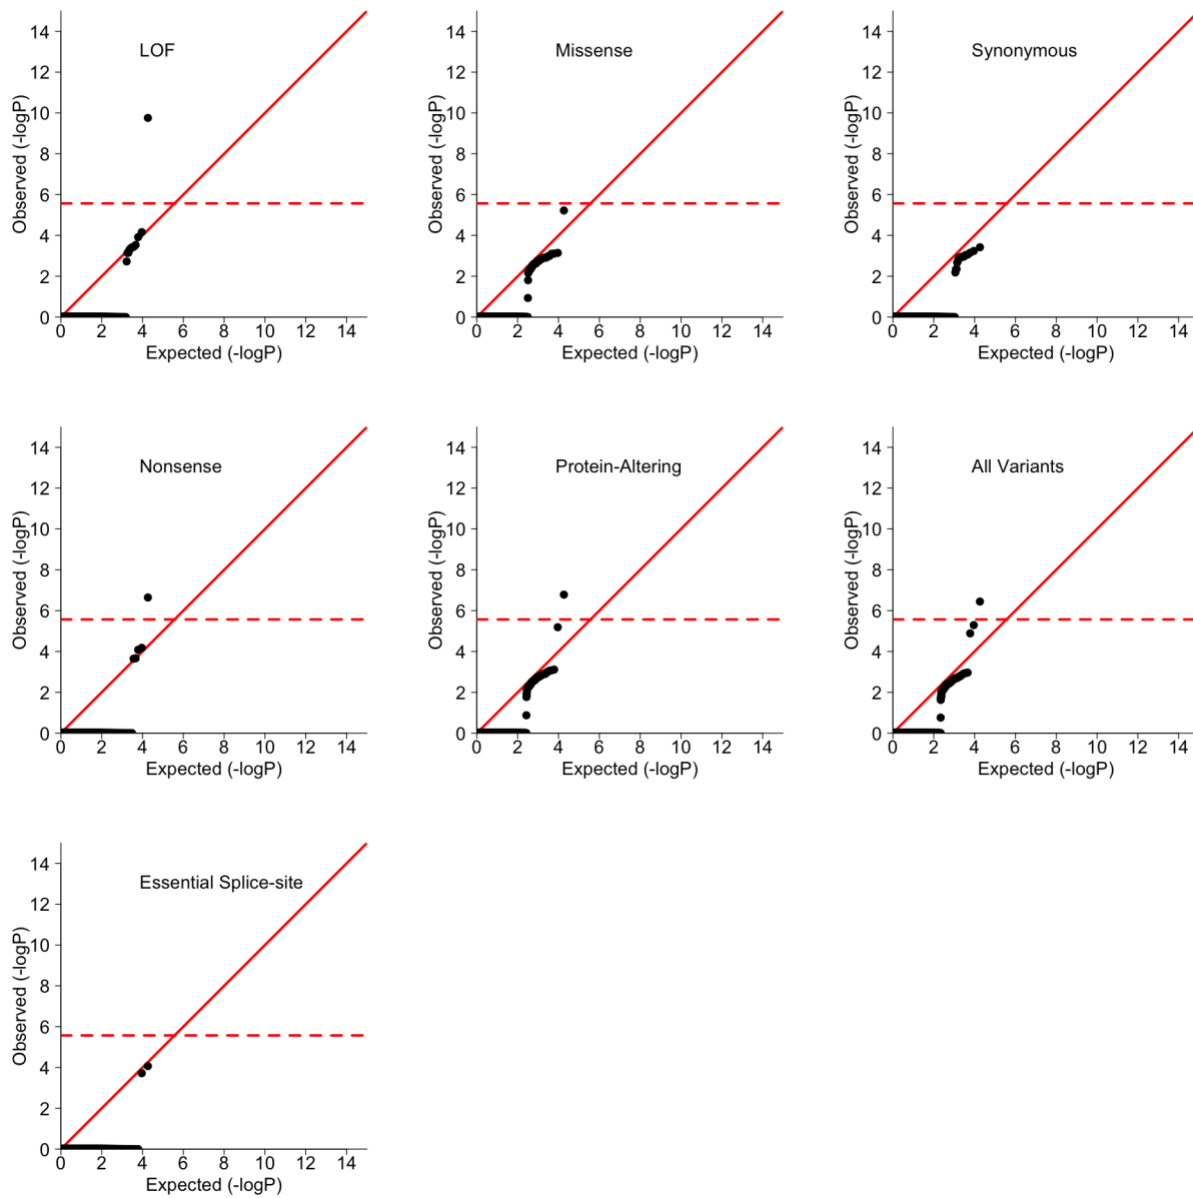 LOF
Observed (-logP)
14
12
10
8
6
4
2
0
0 2 4 6 8 10 12 14
Expected (-logP)
Missense
Observed (-logP)
14
12
10
8
6
4
2
0
0 2 4 6 8 10 12 14
Expected (-logP)
Synonymous
Observed (-logP)
14
12
10
8
6
4
2
0
0 2 4 6 8 10 12 14
Expected (-logP)
Nonsense
Observed (-logP)
14
12
10
8
6
4
2
0
0 2 4 6 8 10 12 14
Expected (-logP)
Protein-Altering
Observed (-logP)
14
12
10
8
6
4
2
0
0 2 4 6 8 10 12 14
Expected (-logP)
All Variants
Observed (-logP)
14
12
10
8
6
4
2
0
0 2 4 6 8 10 12 14
Expected (-logP)
Essential Splice-site
Observed (-logP)
14
12
10
8
6
4
2
0
0 2 4 6 8 10 12 14
Expected (-logP)